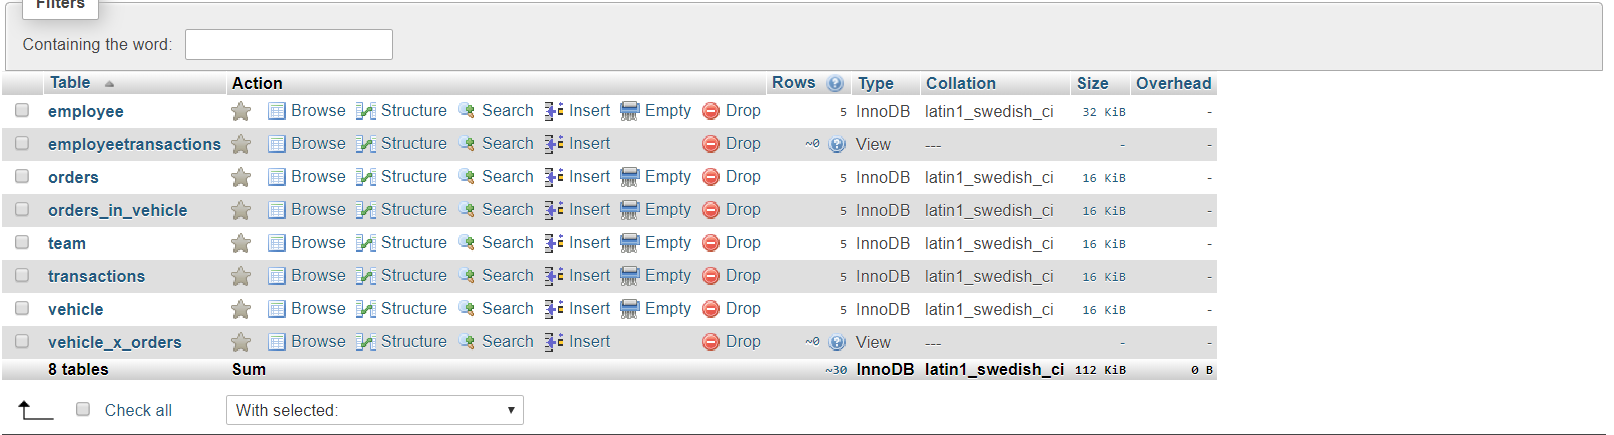 Filters
Containing the word:
Table Action Rows Type Collation Size Overhead
employee Browse Structure Search Insert Empty Drop 5 InnoDB latin1_swedish_ci 32 KiB -
employeetransactions Browse Structure Search Insert Drop ~0 View --- - -
orders Browse Structure Search Insert Empty Drop 5 InnoDB latin1_swedish_ci 16 KiB -
orders_in_vehicle Browse Structure Search Insert Empty Drop 5 InnoDB latin1_swedish_ci 16 KiB -
team Browse Structure Search Insert Empty Drop 5 InnoDB latin1_swedish_ci 16 KiB -
transactions Browse Structure Search Insert Empty Drop 5 InnoDB latin1_swedish_ci 16 KiB -
vehicle Browse Structure Search Insert Empty Drop 5 InnoDB latin1_swedish_ci 16 KiB -
vehicle_x_orders Browse Structure Search Insert Drop ~0 View --- - -
8 tables Sum ~30 InnoDB latin1_swedish_ci 112 KiB 0 B
Check all With selected: